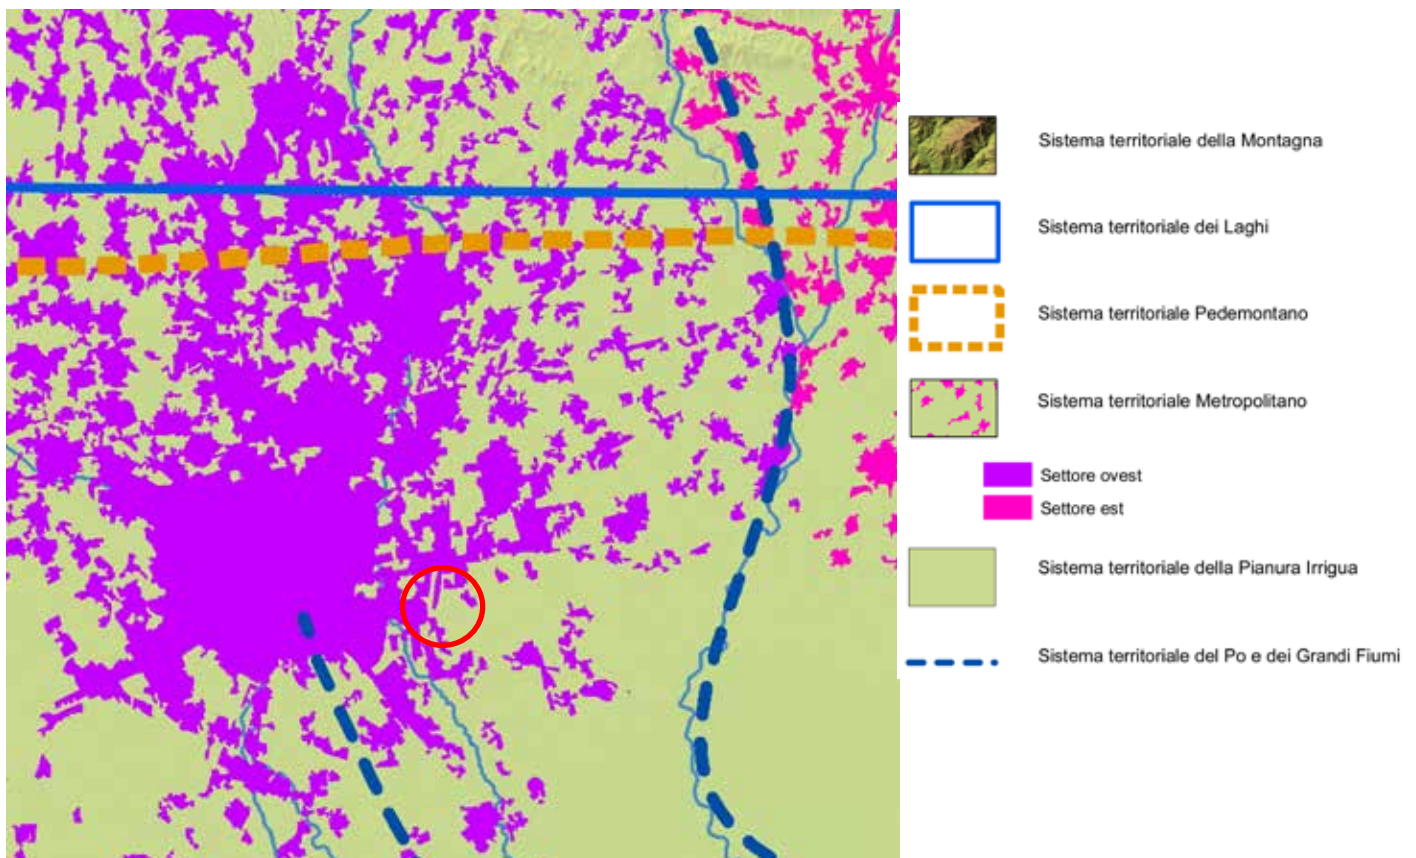 Sistema territoriale della Montagna
Sistema territoriale dei Laghi
Sistema territoriale Pedemontano
Sistema territoriale Metropolitano
Settore ovest
Settore est
Sistema territoriale della Pianura Irrigua
Sistema territoriale del Po e dei Grandi Fiumi